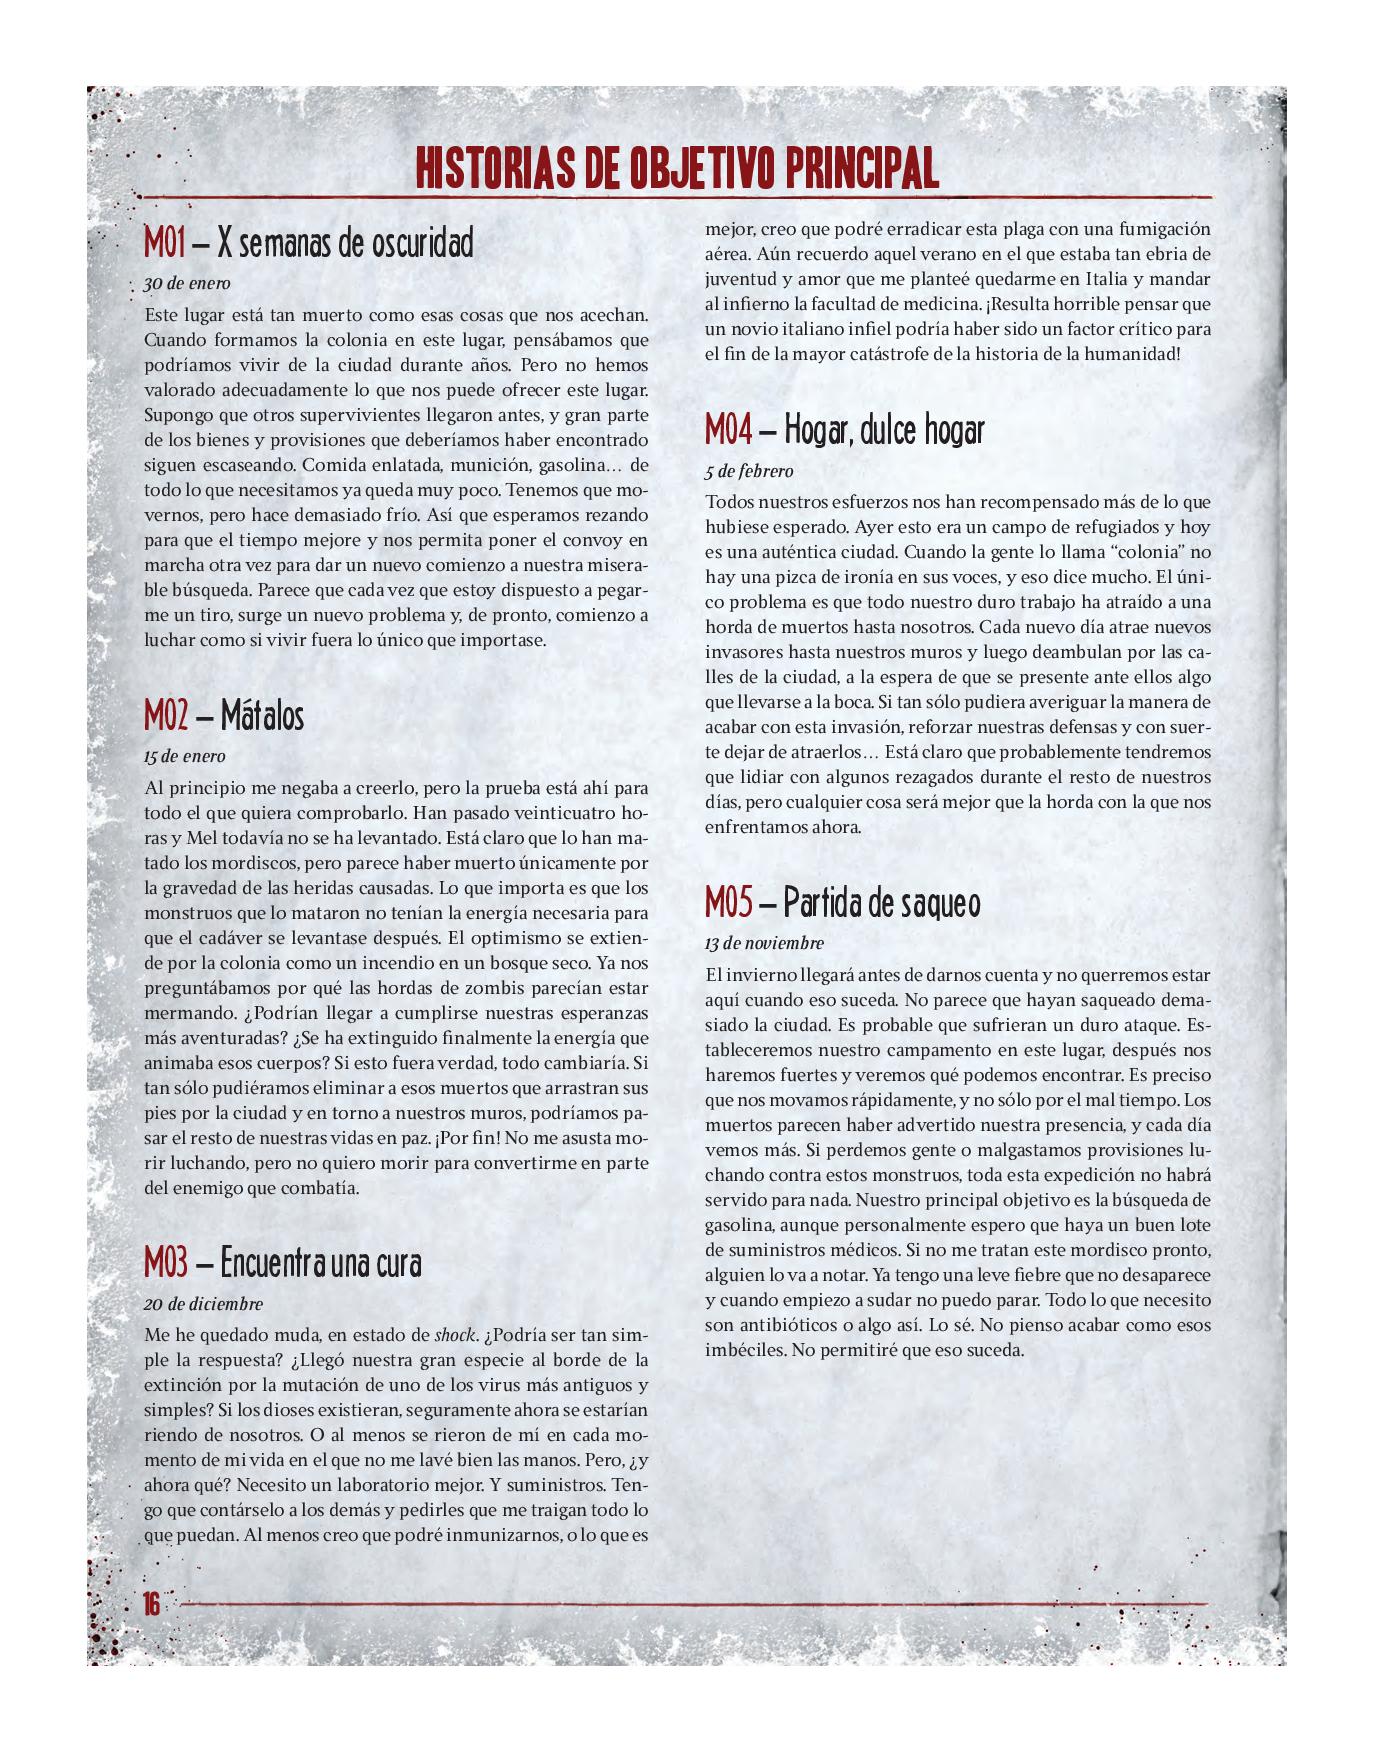 HISTORIAS DE OBJETIVO PRINCIPAL
M01 – X semanas de oscuridad
30 de enero
Este lugar está tan muerto como esas cosas que nos acechan.
Cuando formamos la colonia en este lugar, pensábamos que
podríamos vivir de la ciudad durante años. Pero no hemos
valorado adecuadamente lo que nos puede ofrecer este lugar.
Supongo que otros supervivientes llegaron antes, y gran parte
de los bienes y provisiones que deberíamos haber encontrado
siguen escaseando. Comida enlatada, munición, gasolina… de
todo lo que necesitamos ya queda muy poco. Tenemos que mo-
vernos, pero hace demasiado frío. Así que esperamos rezando
para que el tiempo mejore y nos permita poner el convoy en
marcha otra vez para dar un nuevo comienzo a nuestra misera-
ble búsqueda. Parece que cada vez que estoy dispuesto a pegar-
me un tiro, surge un nuevo problema y, de pronto, comienzo a
luchar como si vivir fuera lo único que importase.
M02 – Mátalos
15 de enero
Al principio me negaba a creerlo, pero la prueba está ahí para
todo el que quiera comprobarlo. Han pasado veinticuatro ho-
ras y Mel todavía no se ha levantado. Está claro que lo han ma-
tado los mordiscos, pero parece haber muerto únicamente por
la gravedad de las heridas causadas. Lo que importa es que los
monstruos que lo mataron no tenían la energía necesaria para
que el cadáver se levantase después. El optimismo se extien-
de por la colonia como un incendio en un bosque seco. Ya nos
preguntábamos por qué las hordas de zombis parecían estar
mermando. ¿Podrían llegar a cumplirse nuestras esperanzas
más aventuradas? ¿Se ha extinguido finalmente la energía que
animaba esos cuerpos? Si esto fuera verdad, todo cambiaría. Si
tan sólo pudiéramos eliminar a esos muertos que arrastran sus
pies por la ciudad y en torno a nuestros muros, podríamos pa-
sar el resto de nuestras vidas en paz. ¡Por fin! No me asusta mo-
rir luchando, pero no quiero morir para convertirme en parte
del enemigo que combatía.
M03 – Encuentra una cura
20 de diciembre
Me he quedado muda, en estado de shock. ¿Podría ser tan sim-
ple la respuesta? ¿Llegó nuestra gran especie al borde de la
extinción por la mutación de uno de los virus más antiguos y
simples? Si los dioses existieran, seguramente ahora se estarían
riendo de nosotros. O al menos se rieron de mí en cada mo-
mento de mi vida en el que no me lavé bien las manos. Pero, ¿y
ahora qué? Necesito un laboratorio mejor. Y suministros. Ten-
go que contárselo a los demás y pedirles que me traigan todo lo
que puedan. Al menos creo que podré inmunizarnos, o lo que es
mejor, creo que podré erradicar esta plaga con una fumigación
aérea. Aún recuerdo aquel verano en el que estaba tan ebria de
juventud y amor que me planteé quedarme en Italia y mandar
al infierno la facultad de medicina. ¡Resulta horrible pensar que
un novio italiano infiel podría haber sido un factor crítico para
el fin de la mayor catástrofe de la historia de la humanidad!
M04 – Hogar, dulce hogar
5 de febrero
Todos nuestros esfuerzos nos han recompensado más de lo que
hubiese esperado. Ayer esto era un campo de refugiados y hoy
es una auténtica ciudad. Cuando la gente lo llama “colonia” no
hay una pizca de ironía en sus voces, y eso dice mucho. El úni-
co problema es que todo nuestro duro trabajo ha atraído a una
horda de muertos hasta nosotros. Cada nuevo día atrae nuevos
invasores hasta nuestros muros y luego deambulan por las ca-
lles de la ciudad, a la espera de que se presente ante ellos algo
que llevarse a la boca. Si tan sólo pudiera averiguar la manera de
acabar con esta invasión, reforzar nuestras defensas y con suer-
te dejar de atraerlos… Está claro que probablemente tendremos
que lidiar con algunos rezagados durante el resto de nuestros
días, pero cualquier cosa será mejor que la horda con la que nos
enfrentamos ahora.
M05 – Partida de saqueo
13 de noviembre
El invierno llegará antes de darnos cuenta y no querremos estar
aquí cuando eso suceda. No parece que hayan saqueado dema-
siado la ciudad. Es probable que sufrieran un duro ataque. Es-
tableceremos nuestro campamento en este lugar, después nos
haremos fuertes y veremos qué podemos encontrar. Es preciso
que nos movamos rápidamente, y no sólo por el mal tiempo. Los
muertos parecen haber advertido nuestra presencia, y cada día
vemos más. Si perdemos gente o malgastamos provisiones lu-
chando contra estos monstruos, toda esta expedición no habrá
servido para nada. Nuestro principal objetivo es la búsqueda de
gasolina, aunque personalmente espero que haya un buen lote
de suministros médicos. Si no me tratan este mordisco pronto,
alguien lo va a notar. Ya tengo una leve fiebre que no desaparece
y cuando empiezo a sudar no puedo parar. Todo lo que necesito
son antibióticos o algo así. Lo sé. No pienso acabar como esos
imbéciles. No permitiré que eso suceda.
16